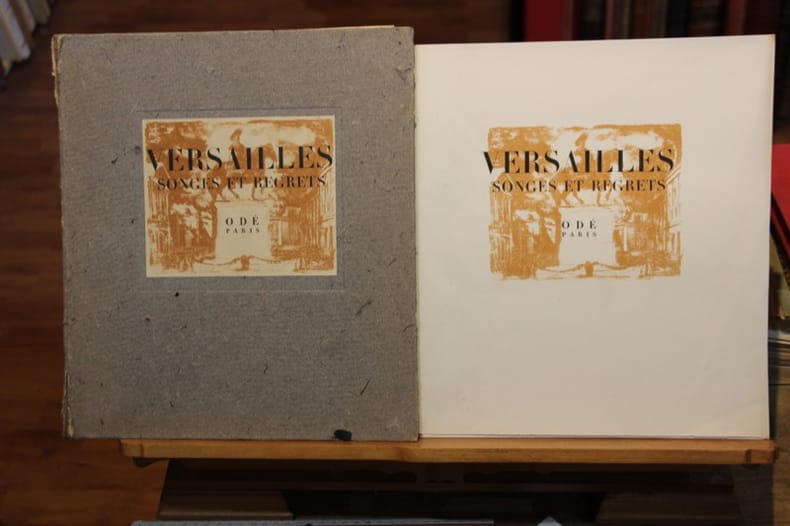 VERSAILLES
SONGES ET REGRETS
ODÉ
PARIS
VERSAILLES
SONGES ET REGRETS
ODÉ
PARIS